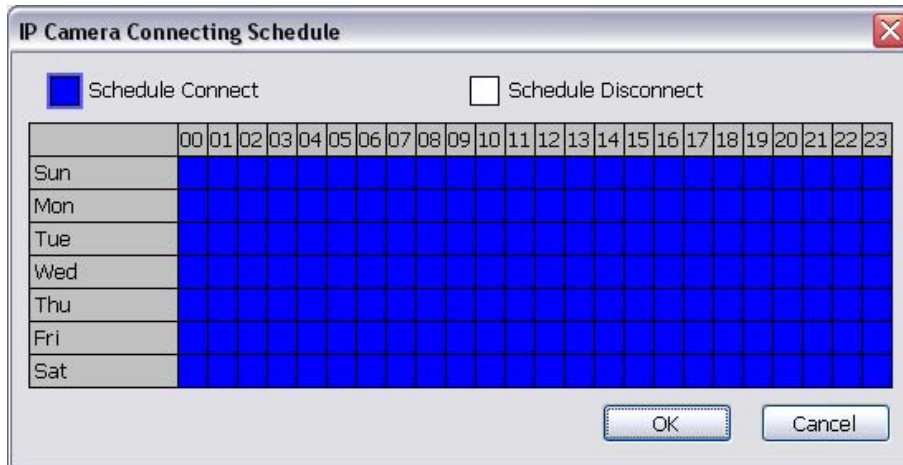 IP Camera Connecting Schedule
Schedule Connect Schedule Disconnect
00 01 02 03 04 05 06 07 08 09 10 11 12 13 14 15 16 17 18 19 20 21 22 23
Sun
Mon
Tue
Wed
Thu
Fri
Sat
OK Cancel